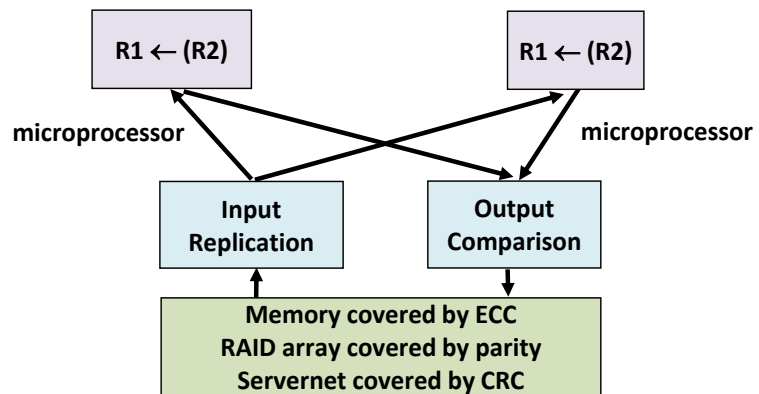 R1 ← (R2)
R1 ← (R2)
microprocessor
microprocessor
Input
Replication
Output
Comparison
Memory covered by ECC
RAID array covered by parity
Servernet covered by CRC